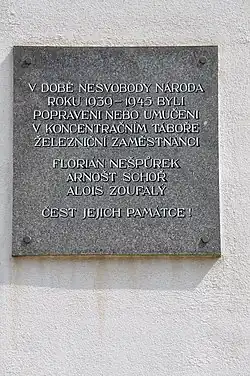 V DOBĚ NESVOBODY NÁRODA
ROKU 1939–1945 BYLI
POPRAVENI NEBO UMUČENI
V KONCENTRAČNÍM TÁBOŘE
ŽELEZNIČNÍ ZAMĚSTNANCI
FLORIÁN NEŠPŮREK
ARNOŠT SCHOŘ
ALOIS ZOUFALÝ
ČEST JEJICH PAMÁTCE!